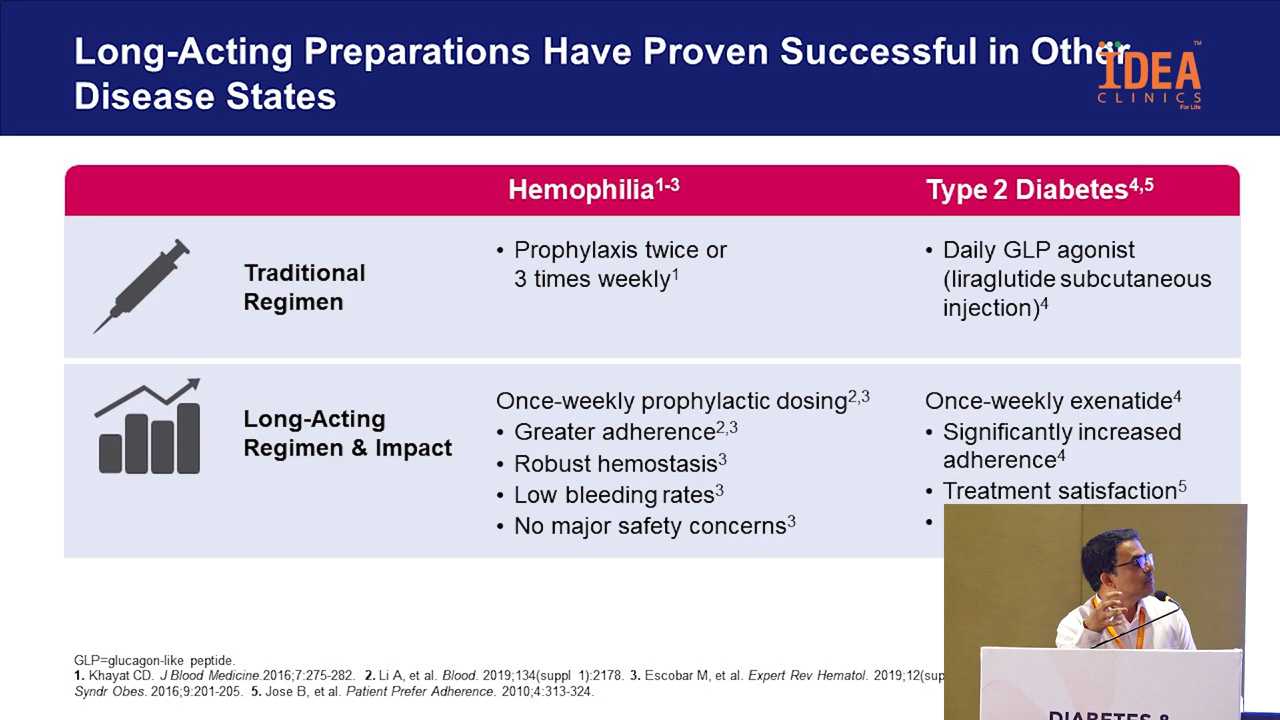 Long-Acting Preparations Have Proven Successful in Other
Disease States
IDEA™
CLINICS
For Life
Hemophilia1-3
Type 2 Diabetes4,5
Traditional
Regimen
• Prophylaxis twice or
3 times weekly1
• Daily GLP agonist
(liraglutide subcutaneous
injection)4
Long-Acting
Regimen & Impact
Once-weekly prophylactic dosing2,3
• Greater adherence2,3
• Robust hemostasis3
• Low bleeding rates3
• No major safety concerns3
Once-weekly exenatide4
• Significantly increased
adherence4
• Treatment satisfaction5
•
GLP=glucagon-like peptide.
1. Khayat CD. J Blood Medicine.2016;7:275-282. 2. Li A, et al. Blood. 2019;134(suppl 1):2178. 3. Escobar M, et al. Expert Rev Hematol. 2019;12(sup
Syndr Obes. 2016;9:201-205. 5. Jose B, et al. Patient Prefer Adherence. 2010;4:313-324.
DIABETES &